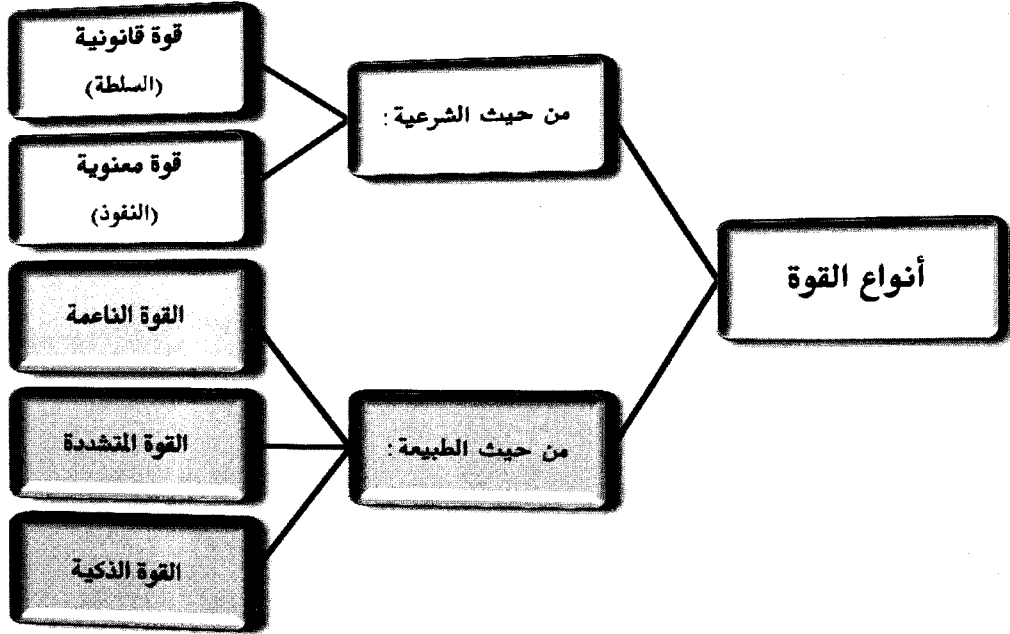 أنواع القوة
من حيث الشرعية:
قوة قانونية
(السلطة)
قوة معنوية
(النفوذ)
من حيث الطبيعة:
القوة الناعمة
القوة المتشددة
القوة الذكية